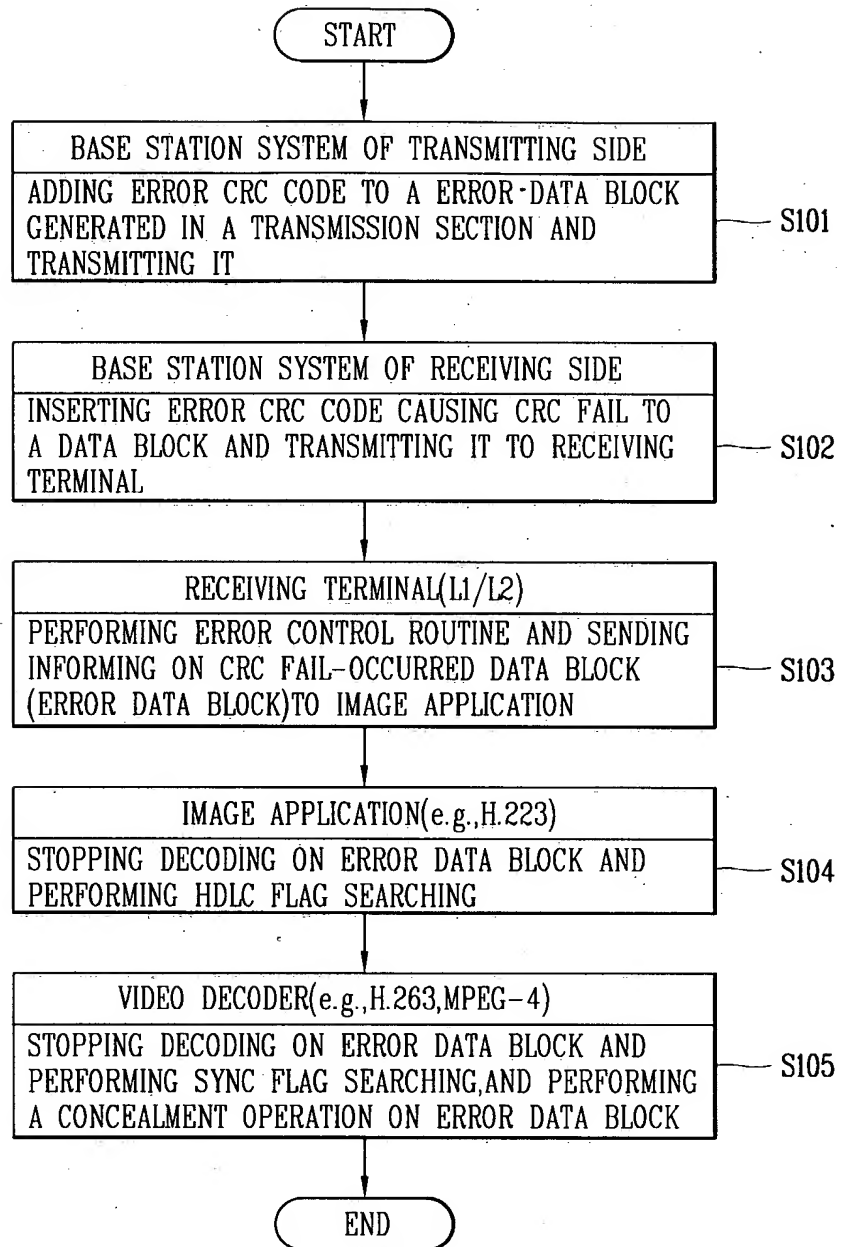 START
BASE STATION SYSTEM OF TRANSMITTING SIDE
ADDING ERROR CRC CODE TO A ERROR-DATA BLOCK
GENERATED IN A TRANSMISSION SECTION AND
TRANSMITTING IT
S101
BASE STATION SYSTEM OF RECEIVING SIDE
INSERTING ERROR CRC CODE CAUSING CRC FAIL TO
A DATA BLOCK AND TRANSMITTING IT TO RECEIVING
TERMINAL
S102
RECEIVING TERMINAL(L1/L2)
PERFORMING ERROR CONTROL ROUTINE AND SENDING
INFORMING ON CRC FAIL-OCCURRED DATA BLOCK
(ERROR DATA BLOCK)TO IMAGE APPLICATION
S103
IMAGE APPLICATION(e.g.,H.223)
STOPPING DECODING ON ERROR DATA BLOCK AND
PERFORMING HDLC FLAG SEARCHING
S104
VIDEO DECODER(e.g.,H.263,MPEG-4)
STOPPING DECODING ON ERROR DATA BLOCK AND
PERFORMING SYNC FLAG SEARCHING,AND PERFORMING
A CONCEALMENT OPERATION ON ERROR DATA BLOCK
S105
END